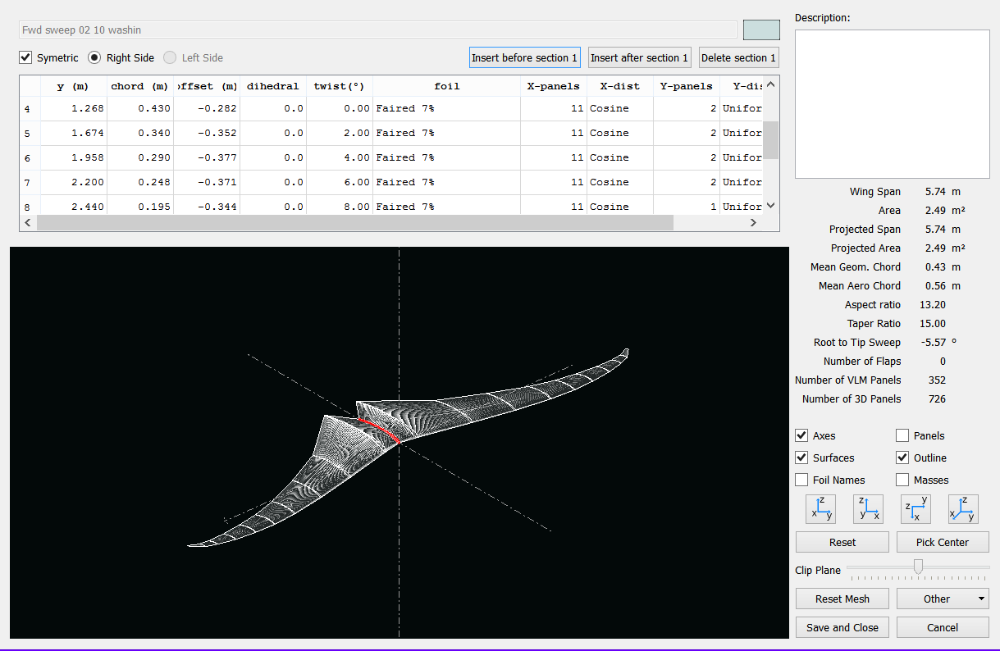 Description:
Fwd sweep 02 10 washin
Symetric Right Side Left Side Insert before section 1 Insert after section 1 Delete section 1
y (m) chord (m) offset (m) dihedral twist(°) foil X-panels X-dist Y-panels Y-dis
4 1.268 0.430 -0.282 0.0 0.00 Faired 7% 11 Cosine 2 Unifor
5 1.674 0.340 -0.352 0.0 2.00 Faired 7% 11 Cosine 2 Unifor
6 1.958 0.290 -0.377 0.0 4.00 Faired 7% 11 Cosine 2 Unifor
7 2.200 0.248 -0.371 0.0 6.00 Faired 7% 11 Cosine 2 Unifor
8 2.440 0.195 -0.344 0.0 8.00 Faired 7% 11 Cosine 1 Unifor
Wing Span 5.74 m
Area 2.49 m²
Projected Span 5.74 m
Projected Area 2.49 m²
Mean Geom. Chord 0.43 m
Mean Aero Chord 0.56 m
Aspect ratio 13.20
Taper Ratio 15.00
Root to Tip Sweep -5.57 °
Number of Flaps 0
Number of VLM Panels 352
Number of 3D Panels 726
Axes Panels
Surfaces Outline
Foil Names Masses
z x y z y x z y x z x y
Reset Pick Center
Clip Plane
Reset Mesh Other
Save and Close Cancel